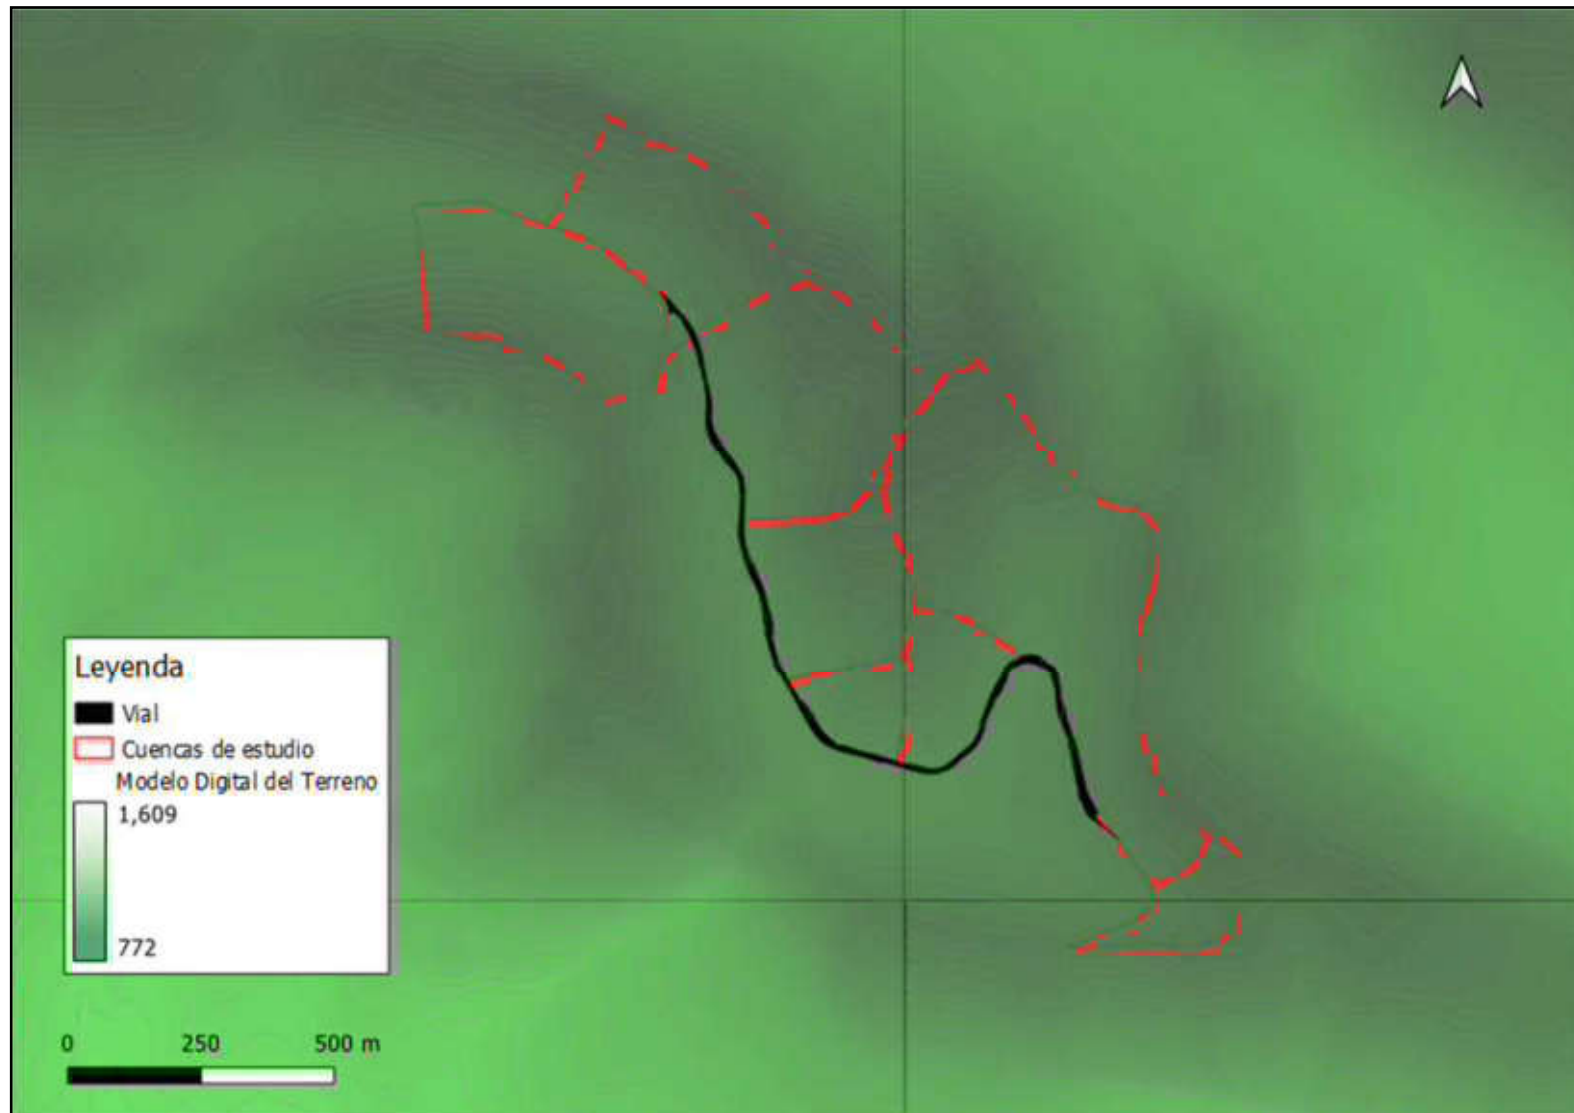 Leyenda
Vial
Cuencas de estudio
Modelo Digital del Terreno
1,609
772
0 250 500 m